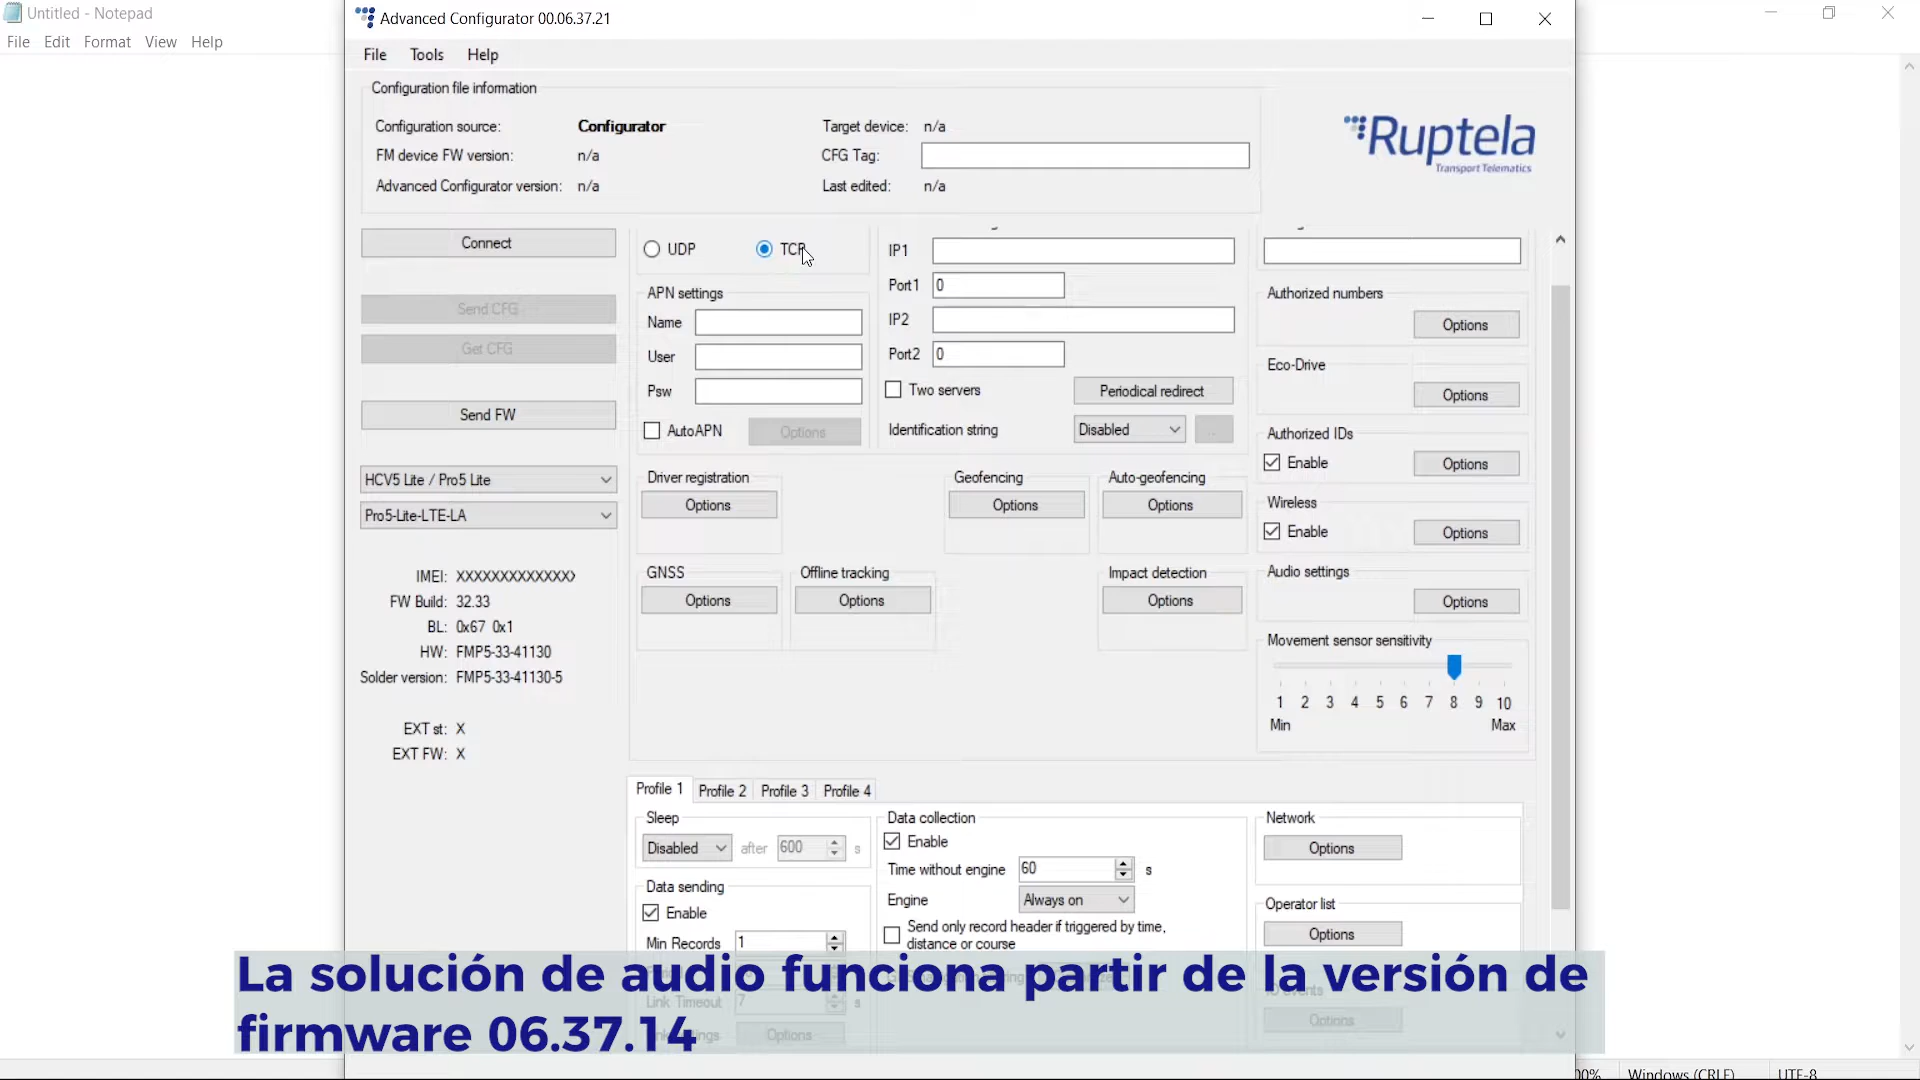 Untitled - Notepad
File Edit Format View Help
Advanced Configurator 00.06.37.21
File Tools Help
Configuration file information
Configuration source: Configurator
FM device FW version: n/a
Advanced Configurator version: n/a
Target device: n/a
CFG Tag:
Last edited: n/a
Ruptela
Transport Telematics
Connect
Send CFG
Get CFG
Send FW
HCV5 Lite / Pro5 Lite
Pro5-Lite-LTE-LA
IMEI: XXXXXXXXXXXXXX
FW Build: 32.33
BL: 0x67 0x1
HW: FMP5-33-41130
Solder version: FMP5-33-41130-5
EXT st: X
EXT FW: X
UDP TCP
APN settings
Name
User
Psw
AutoAPN Options
IP1
Port1 0
IP2
Port2 0
Two servers Periodical redirect
Identification string Disabled ...
Driver registration
Options
Geofencing
Options
Auto-geofencing
Options
GNSS
Options
Offline tracking
Options
Impact detection
Options
Authorized numbers
Options
Eco-Drive
Options
Authorized IDs
Enable Options
Wireless
Enable Options
Audio settings
Options
Movement sensor sensitivity
1 2 3 4 5 6 7 8 9 10
Min Max
Profile 1 Profile 2 Profile 3 Profile 4
Sleep
Disabled after 600 s
Data sending
Enable
Min Records 1
Link Timeout 7 s
Options
Data collection
Enable
Time without engine 60 s
Engine Always on
Send only record header if triggered by time,
distance or course
Network
Options
Operator list
Options
Options
La solución de audio funciona partir de la versión de
firmware 06.37.14
Windows (CRLF) UTF-8